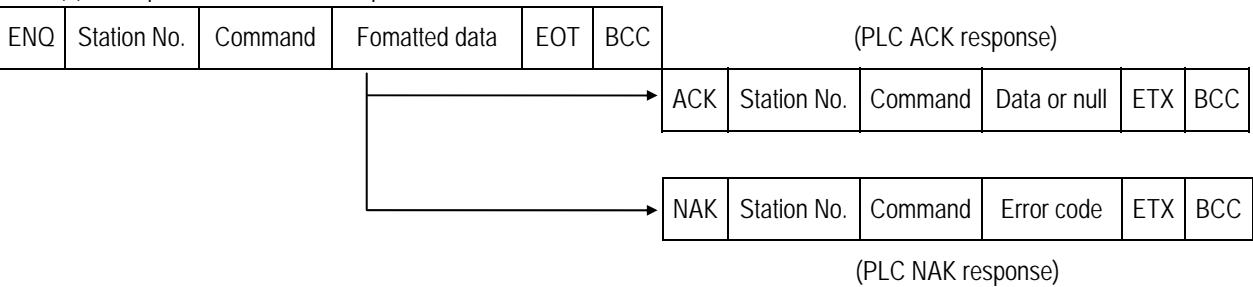 ENQ Station No. Command Fomatted data EOT BCC (PLC ACK response)
ACK Station No. Command Data or null ETX BCC
NAK Station No. Command Error code ETX BCC
(PLC NAK response)